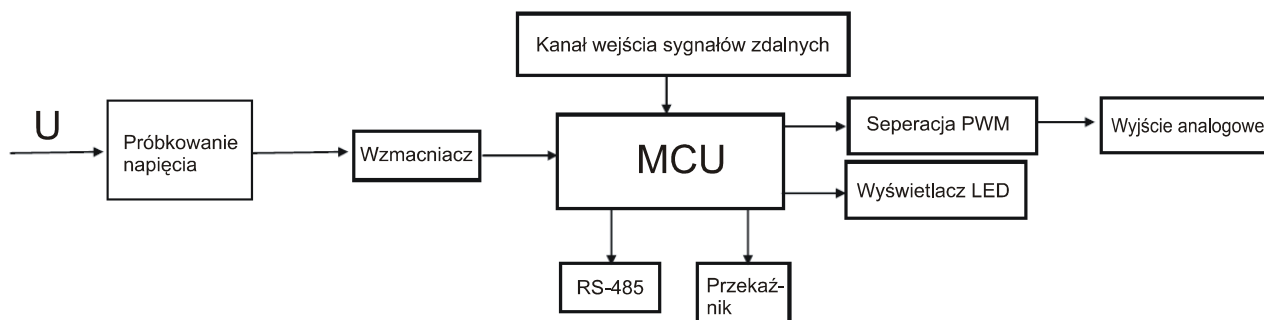 Kanał wejścia sygnałów zdalnych
U
Próbkowanie
napięcia
Wzmacniacz
MCU
Seperacja PWM
Wyjście analogowe
Wyświetlacz LED
RS-485
Przekaź-
nik